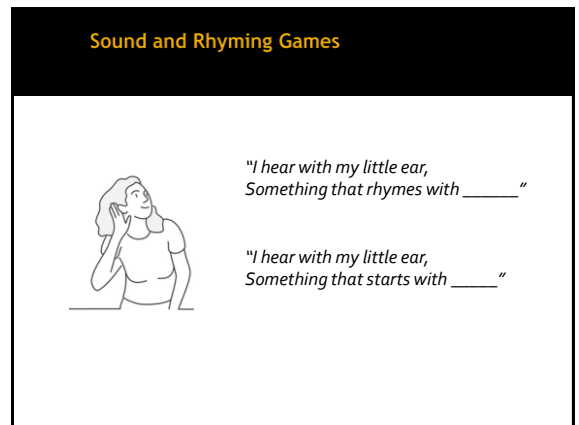 Sound and Rhyming Games
“I hear with my little ear,
Something that rhymes with ______”
“I hear with my little ear,
Something that starts with _____”